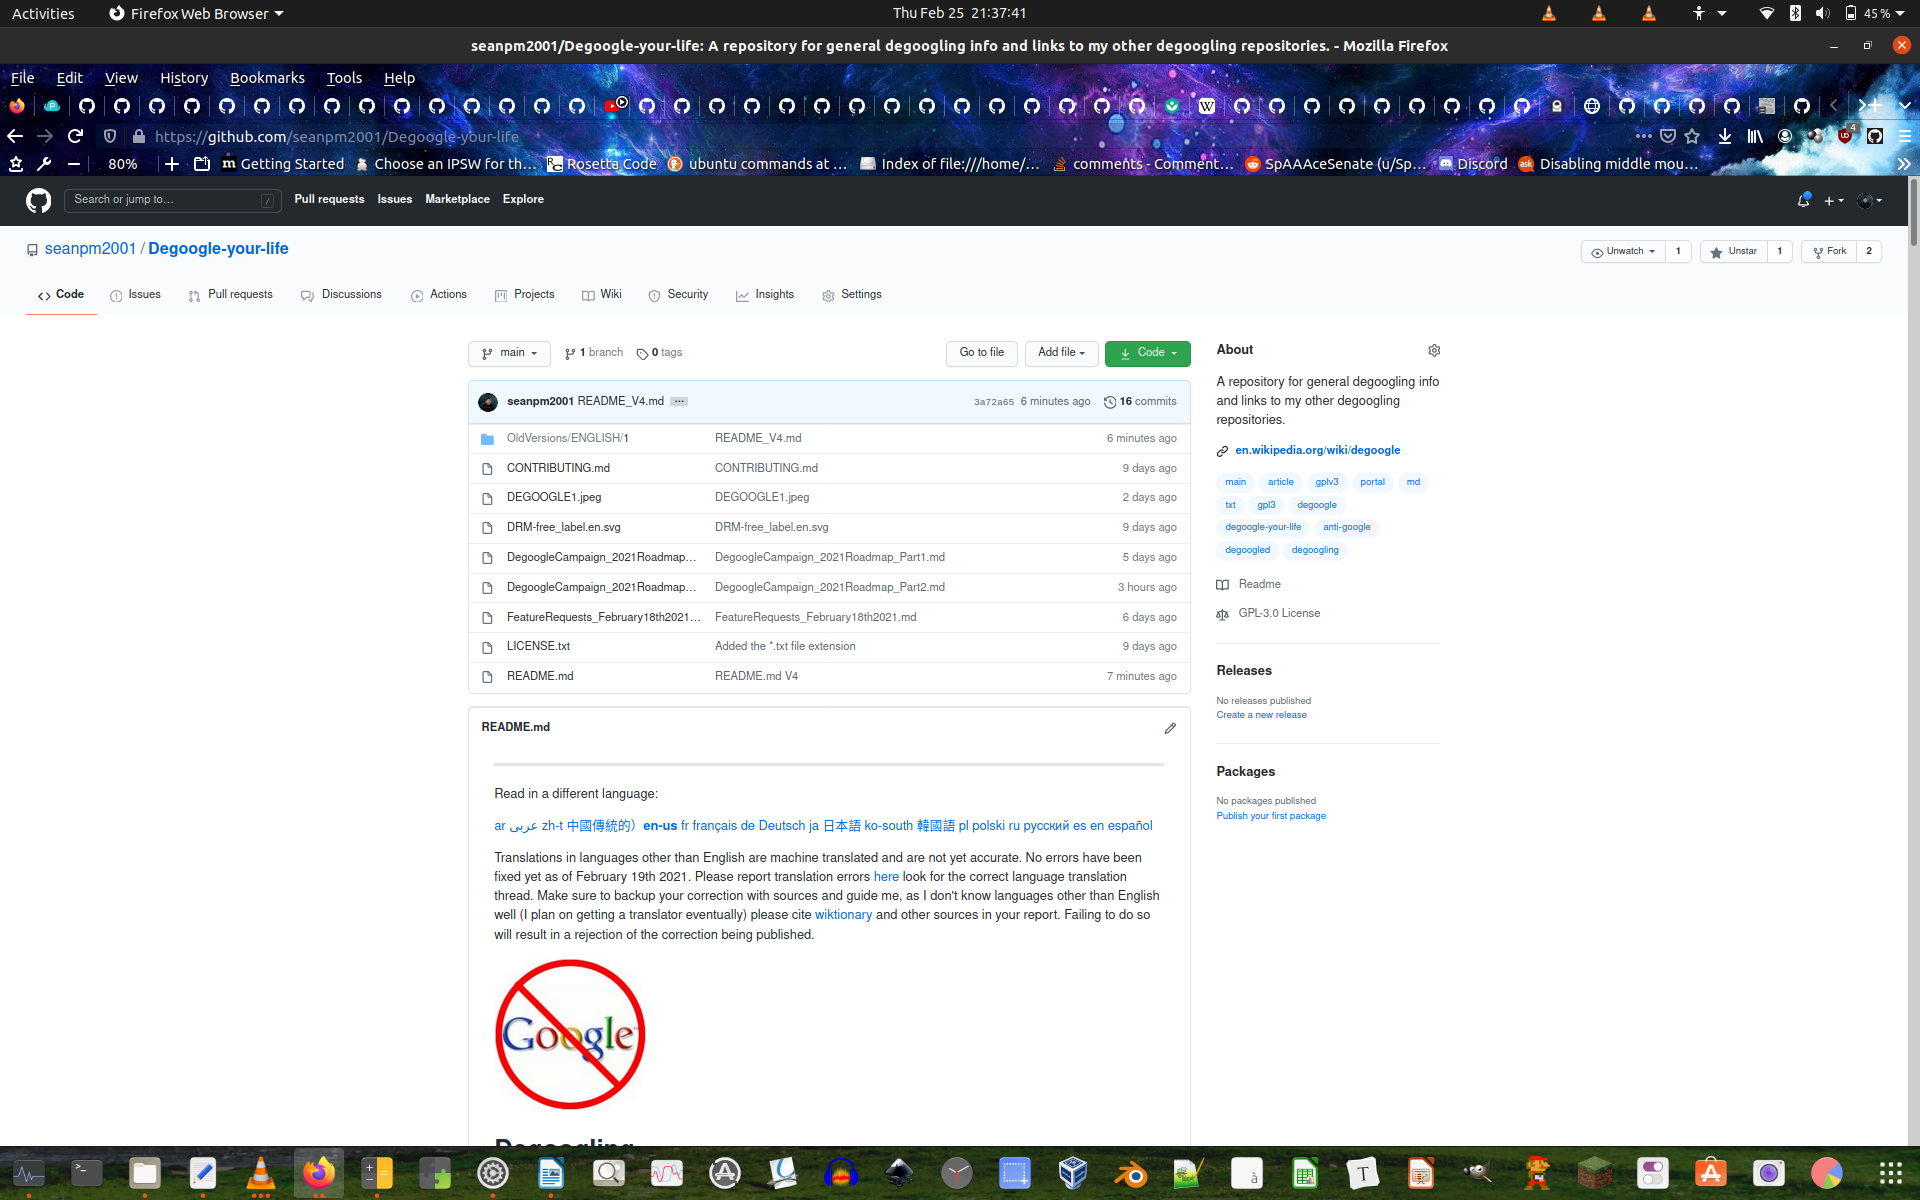 Activities
Firefox Web Browser
Thu Feb 25 21:37:41
45 %
seanpm2001/Degoogle-your-life: A repository for general degoogling info and links to my other degoogling repositories. - Mozilla Firefox
File Edit View History Bookmarks Tools Help
https://github.com/seanpm2001/Degoogle-your-life
4
80%
Getting Started
Choose an IPSW for th…
Rosetta Code
ubuntu commands at …
Index of file:///home/…
comments - Comment…
SpAAAceSenate (u/Sp…
Discord
Disabling middle mou…
Search or jump to…
/
Pull requests Issues Marketplace Explore
seanpm2001 / Degoogle-your-life
Unwatch 1
Unstar 1
Fork 2
Code Issues Pull requests Discussions Actions Projects Wiki Security Insights Settings
main
1 branch
0 tags
Go to file
Add file
Code
seanpm2001 README_V4.md
3a72a65 6 minutes ago
16 commits
OldVersions/ENGLISH/1 README_V4.md 6 minutes ago
CONTRIBUTING.md CONTRIBUTING.md 9 days ago
DEGOOGLE1.jpeg DEGOOGLE1.jpeg 2 days ago
DRM-free_label.en.svg DRM-free_label.en.svg 9 days ago
DegoogleCampaign_2021Roadmap… DegoogleCampaign_2021Roadmap_Part1.md 5 days ago
DegoogleCampaign_2021Roadmap… DegoogleCampaign_2021Roadmap_Part2.md 3 hours ago
FeatureRequests_February18th2021… FeatureRequests_February18th2021.md 6 days ago
LICENSE.txt Added the *.txt file extension 9 days ago
README.md README.md V4 7 minutes ago
About
A repository for general degoogling info
and links to my other degoogling
repositories.
en.wikipedia.org/wiki/degoogle
main article gplv3 portal md
txt gpl3 degoogle
degoogle-your-life anti-google
degoogled degoogling
Readme
GPL-3.0 License
Releases
No releases published
Create a new release
Packages
No packages published
Publish your first package
README.md
Read in a different language:
ar عربى zh-t 中國傳統的）en-us fr français de Deutsch ja 日本語 ko-south 韓國語 pl polski ru русский es en español
Translations in languages other than English are machine translated and are not yet accurate. No errors have been
fixed yet as of February 19th 2021. Please report translation errors here look for the correct language translation
thread. Make sure to backup your correction with sources and guide me, as I don't know languages other than English
well (I plan on getting a translator eventually) please cite wiktionary and other sources in your report. Failing to do so
will result in a rejection of the correction being published.
Google
Degoogling